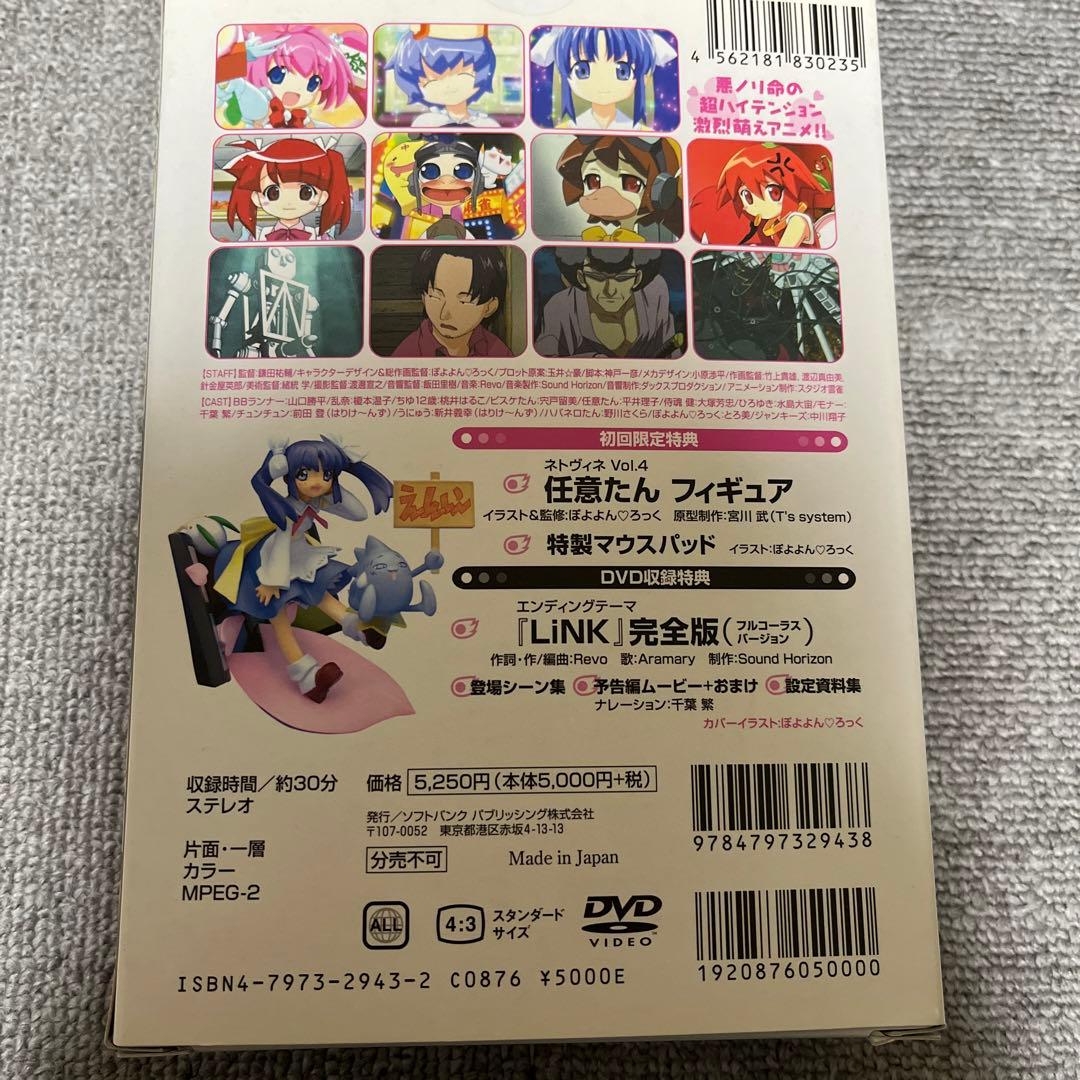 4 562181 830235
悪ノリ命の
超ハイテンション
激烈萌えアニメ!!
【STAFF】監督:鎌田祐輔/キャラクターデザイン&総作画監督:ぽよよん♡ろっく/プロット原案:玉井☆豪/脚本:神戸一彦/メカデザイン:小原渉平/作画監督:竹上貴雄、渡辺真由美、
針金屋英郎/美術監督:緒続 学/撮影監督:渡邉宣之/音響監督:飯田里樹/音楽:Revo/音楽製作:Sound Horizon/音響制作:ダックスプロダクション/アニメーション制作:スタジオ雲雀
【CAST】BBランナー:山口勝平/乱奈:榎本温子/ちゆ12歳:桃井はるこ/ビスケたん:宍戸留美/任意たん:平井理子/侍魂 健:大塚芳忠/ひろゆき:水島大宙/モナー:
千葉 繁/チュンチュン:前田 登(はりけ〜んず)/うにゅう:新井義幸(はりけ〜んず)/ハバネロたん:野川さくら/ぽよよん♡ろっく:とろ美/ジャンキーズ:中川翔子
初回限定特典
ネトヴィネ Vol.4
任意たん フィギュア
イラスト&監修:ぽよよん♡ろっく 原型制作:宮川 武(T's system)
特製マウスパッド イラスト:ぽよよん♡ろっく
DVD収録特典
エンディングテーマ
『LiNK』完全版(フルコーラスバージョン)
作詞・作/編曲:Revo 歌:Aramary 制作:Sound Horizon
登場シーン集 予告編ムービー+おまけ 設定資料集
ナレーション:千葉 繁
カバーイラスト:ぽよよん♡ろっく
収録時間/約30分
ステレオ
片面・一層
カラー
MPEG-2
価格 5,250円(本体5,000円+税)
発行/ソフトバンク パブリッシング株式会社
〒107-0052 東京都港区赤坂4-13-13
分売不可 Made in Japan
9784797329438
ALL 4:3 スタンダード
サイズ
DVD
VIDEO
1920876050000
ISBN4-7973-2943-2 C0876 ¥5000E